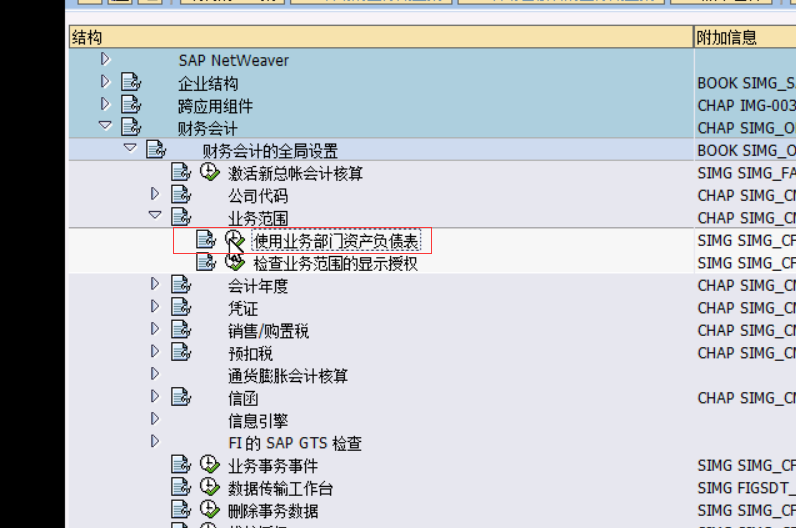 结构 附加信息
SAP NetWeaver
企业结构 BOOK SIMG_S
跨应用组件 CHAP IMG-003
财务会计 CHAP SIMG_O
财务会计的全局设置 BOOK SIMG_O
激活新总帐会计核算 SIMG SIMG_FA
公司代码 CHAP SIMG_CM
业务范围 CHAP SIMG_CM
使用业务部门资产负债表 SIMG SIMG_CF
检查业务范围的显示授权 SIMG SIMG_CF
会计年度 CHAP SIMG_CM
凭证 CHAP SIMG_CM
销售/购置税 CHAP SIMG_CM
预扣税 CHAP SIMG_CM
通货膨胀会计核算
信函 CHAP SIMG_CM
信息引擎
FI 的 SAP GTS 检查
业务事务事件 SIMG SIMG_CF
数据传输工作台 SIMG FIGSDT_
删除事务数据 SIMG SIMG_CF